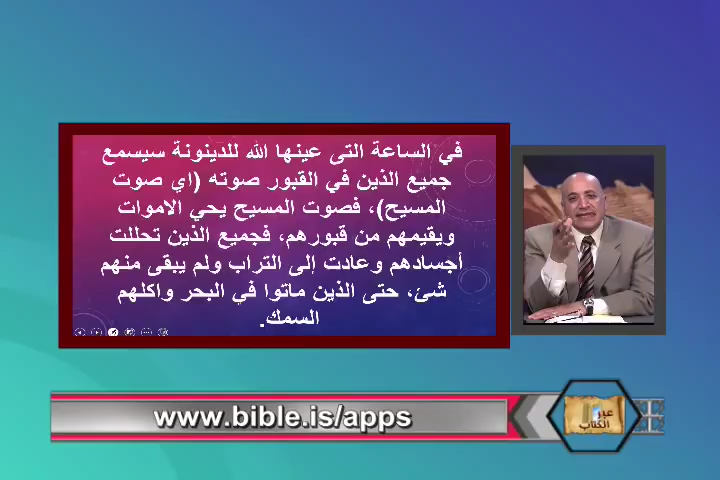 في الساعة التى عينها الله للدينونة سيسمع
جميع الذين في القبور صوته (اي صوت
المسيح)، فصوت المسيح يحي الاموات
ويقيمهم من قبورهم، فجميع الذين تحللت
أجسادهم وعادت إلى التراب ولم يبقى منهم
شئ، حتى الذين ماتوا في البحر واكلهم
السمك.
www.bible.is/apps
عبر
الكتاب